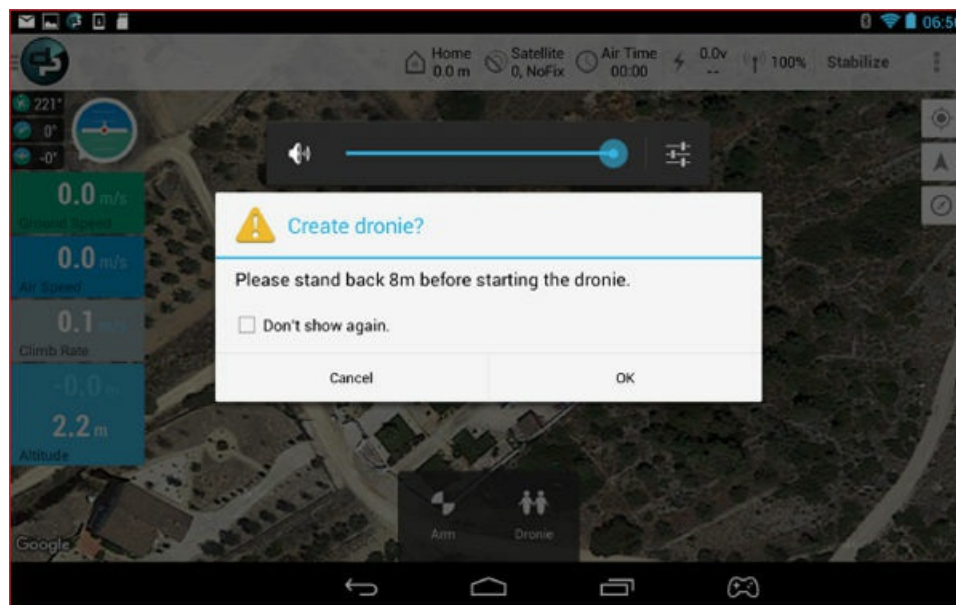 06:50
Home
0.0 m
Satellite
0, NoFix
Air Time
00:00
0.0v
--
100%
Stabilize
221°
0°
-0°
0.0 m/s
Ground Speed
0.0 m/s
Air Speed
0.1 m/s
Climb Rate
-0.0 m
2.2 m
Altitude
Create dronie?
Please stand back 8m before starting the dronie.
Don't show again.
Cancel
OK
Arm
Dronie
Google